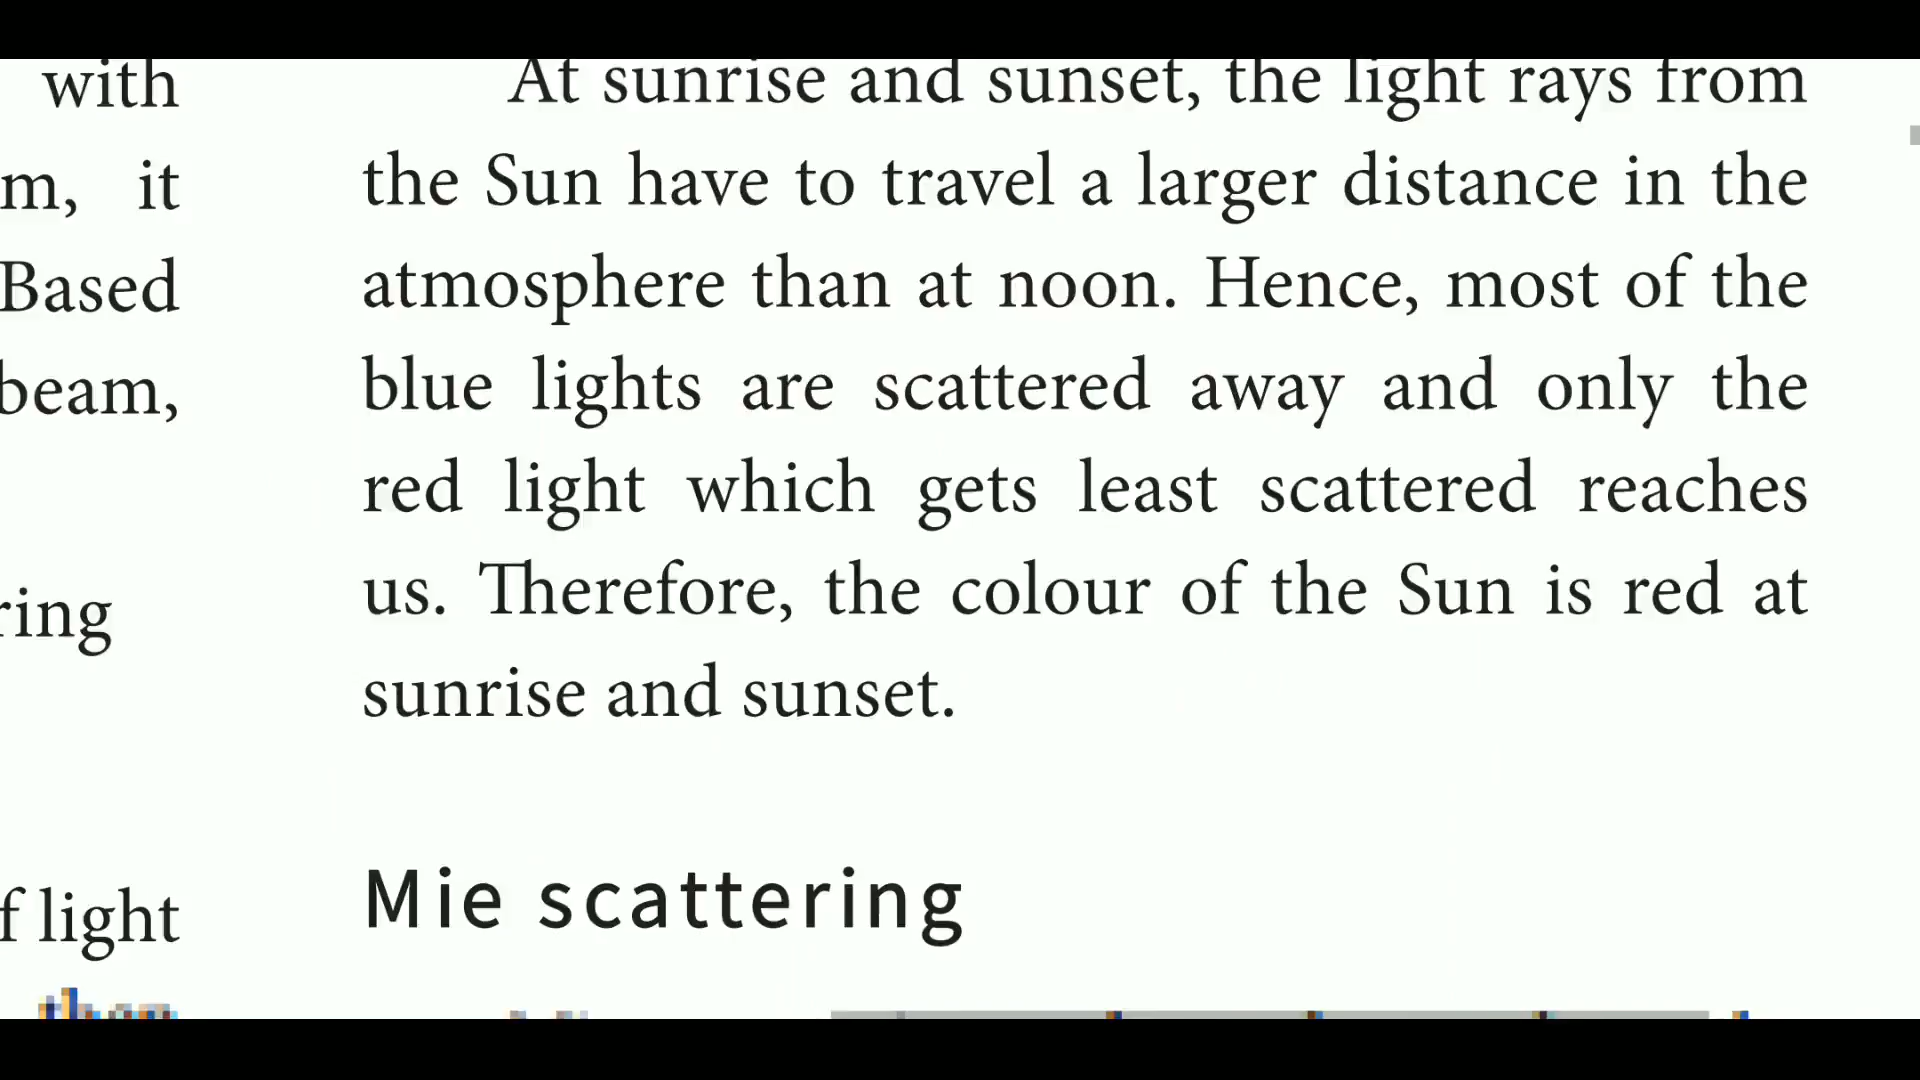 with
m, it
Based
beam,
ring
f light
At sunrise and sunset, the light rays from
the Sun have to travel a larger distance in the
atmosphere than at noon. Hence, most of the
blue lights are scattered away and only the
red light which gets least scattered reaches
us. Therefore, the colour of the Sun is red at
sunrise and sunset.
Mie scattering